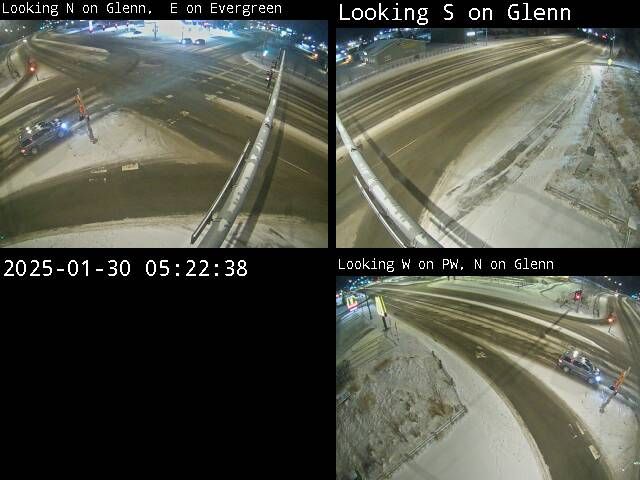 Looking N on Glenn,  E on Evergreen
Looking S on Glenn
2025-01-30 05:22:38
Looking W on PW, N on Glenn